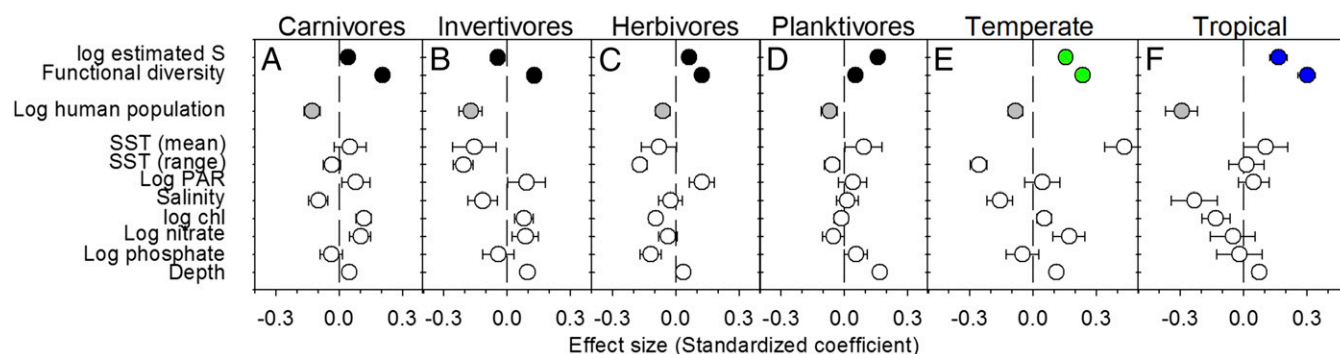 Carnivores Invertivores Herbivores Planktivores Temperate Tropical
A B C D E F
log estimated S
Functional diversity
Log human population
SST (mean)
SST (range)
Log PAR
Salinity
log chl
Log nitrate
Log phosphate
Depth
-0.3 0.0 0.3 -0.3 0.0 0.3 -0.3 0.0 0.3 -0.3 0.0 0.3 -0.3 0.0 0.3 -0.3 0.0 0.3
Effect size (Standardized coefficient)